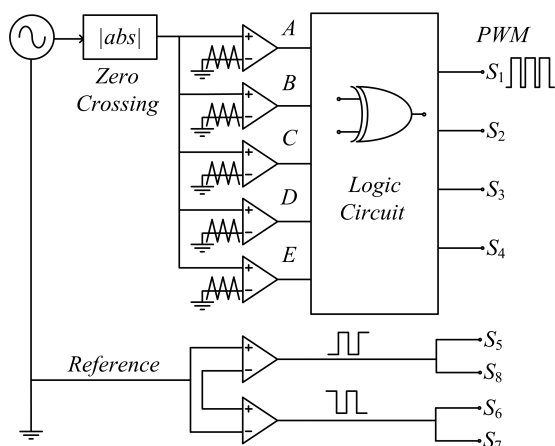 |abs|
Zero
Crossing
A
B
C
D
E
+
−
+
−
+
−
+
−
+
−
Logic
Circuit
PWM
S1
S2
S3
S4
Reference
+
−
+
−
S5
S8
S6
S7